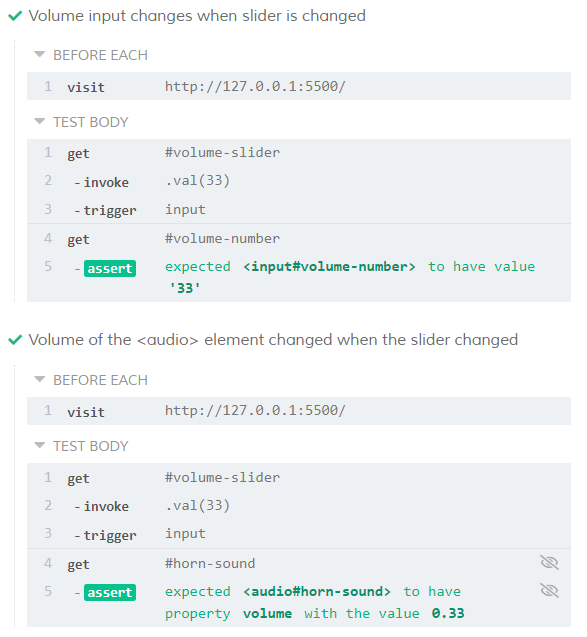 Volume input changes when slider is changed
BEFORE EACH
1 visit http://127.0.0.1:5500/
TEST BODY
1 get #volume-slider
2 -invoke .val(33)
3 -trigger input
4 get #volume-number
5 -assert expected <input#volume-number> to have value
'33'
Volume of the <audio> element changed when the slider changed
BEFORE EACH
1 visit http://127.0.0.1:5500/
TEST BODY
1 get #volume-slider
2 -invoke .val(33)
3 -trigger input
4 get #horn-sound
5 -assert expected <audio#horn-sound> to have
property volume with the value 0.33